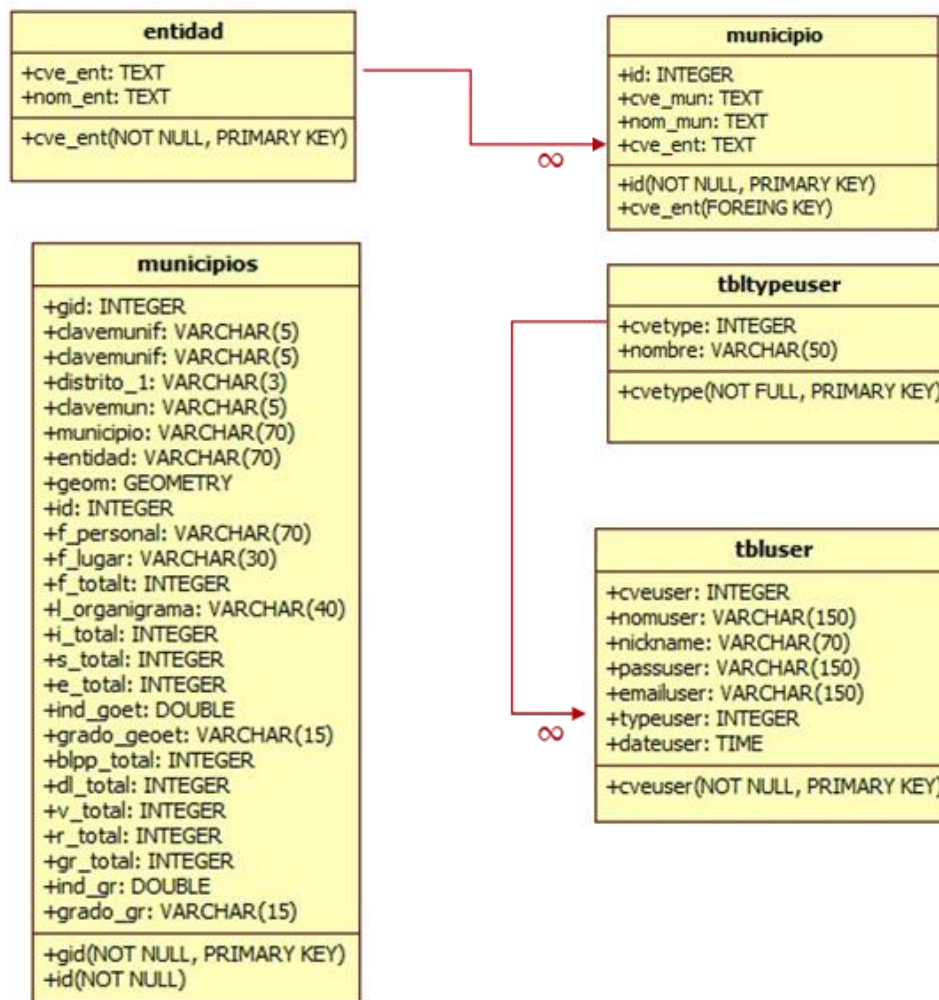 entidad
+cve_ent: TEXT
+nom_ent: TEXT
+cve_ent(NOT NULL, PRIMARY KEY)
∞
municipio
+id: INTEGER
+cve_mun: TEXT
+nom_mun: TEXT
+cve_ent: TEXT
+id(NOT NULL, PRIMARY KEY)
+cve_ent(FOREING KEY)
municipios
+gid: INTEGER
+clavemunif: VARCHAR(5)
+clavemunif: VARCHAR(5)
+distrito_1: VARCHAR(3)
+clavemun: VARCHAR(5)
+municipio: VARCHAR(70)
+entidad: VARCHAR(70)
+geom: GEOMETRY
+id: INTEGER
+f_personal: VARCHAR(70)
+f_lugar: VARCHAR(30)
+f_totalt: INTEGER
+l_organigrama: VARCHAR(40)
+i_total: INTEGER
+s_total: INTEGER
+e_total: INTEGER
+ind_goet: DOUBLE
+grado_geoet: VARCHAR(15)
+blpp_total: INTEGER
+dl_total: INTEGER
+v_total: INTEGER
+r_total: INTEGER
+gr_total: INTEGER
+ind_gr: DOUBLE
+grado_gr: VARCHAR(15)
+gid(NOT NULL, PRIMARY KEY)
+id(NOT NULL)
tbltypeuser
+cvetype: INTEGER
+nombre: VARCHAR(50)
+cvetype(NOT FULL, PRIMARY KEY)
∞
tbluser
+cveuser: INTEGER
+nomuser: VARCHAR(150)
+nickname: VARCHAR(70)
+passuser: VARCHAR(150)
+emailuser: VARCHAR(150)
+typeuser: INTEGER
+dateuser: TIME
+cveuser(NOT NULL, PRIMARY KEY)